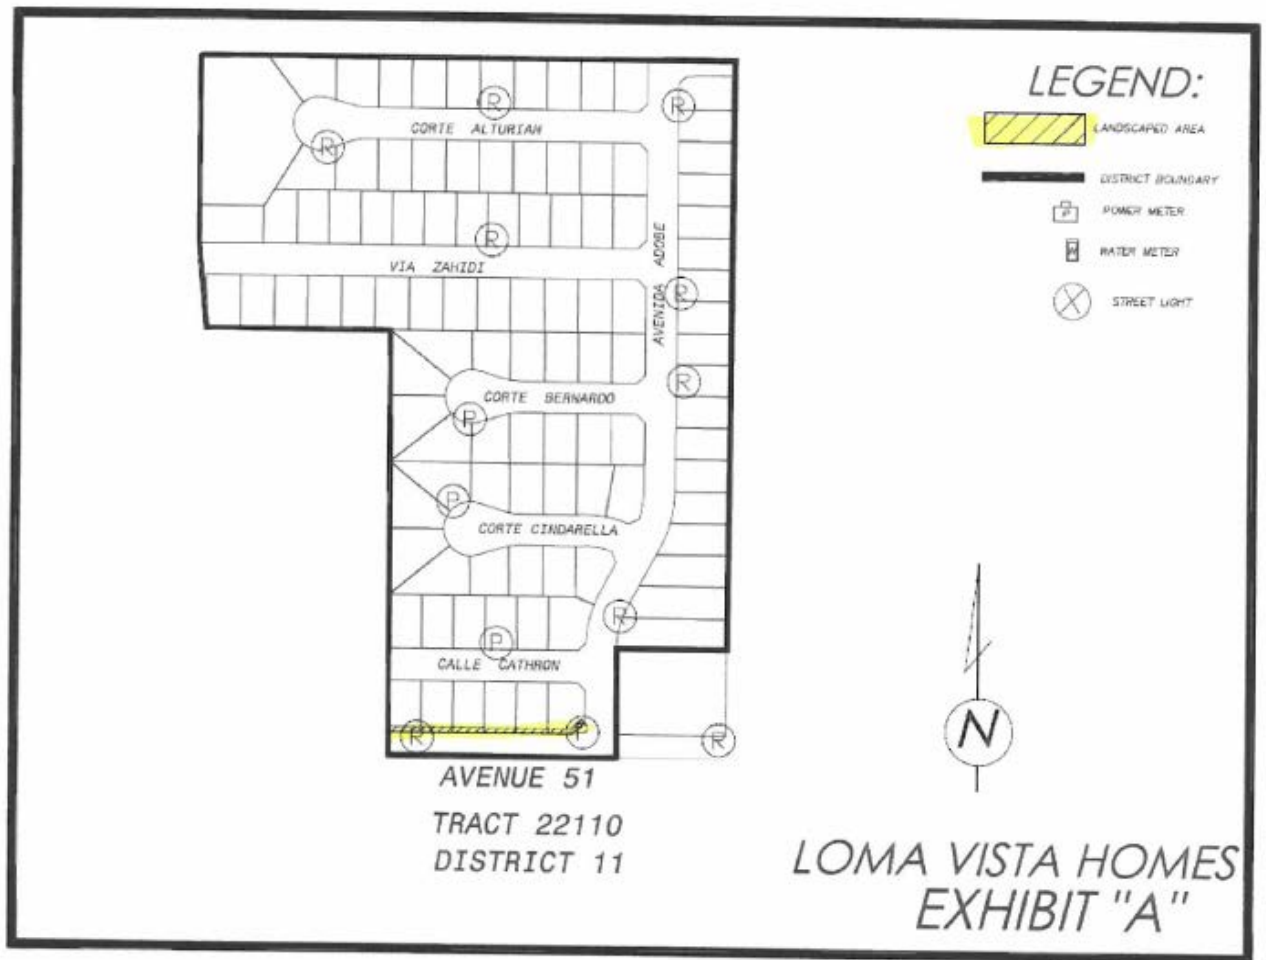 LEGEND:
LANDSCAPED AREA
DISTRICT BOUNDARY
P
POWER METER
WATER METER
STREET LIGHT
R
R
CORTE ALTURIAN
R
R
VIA ZAHIDI
AVENIDA ADOBE
R
R
CORTE BERNARDO
P
P
CORTE CINDARELLA
R
P
CALLE CATHRON
R
P
R
AVENUE 51
TRACT 22110
DISTRICT 11
N
LOMA VISTA HOMES
EXHIBIT "A"